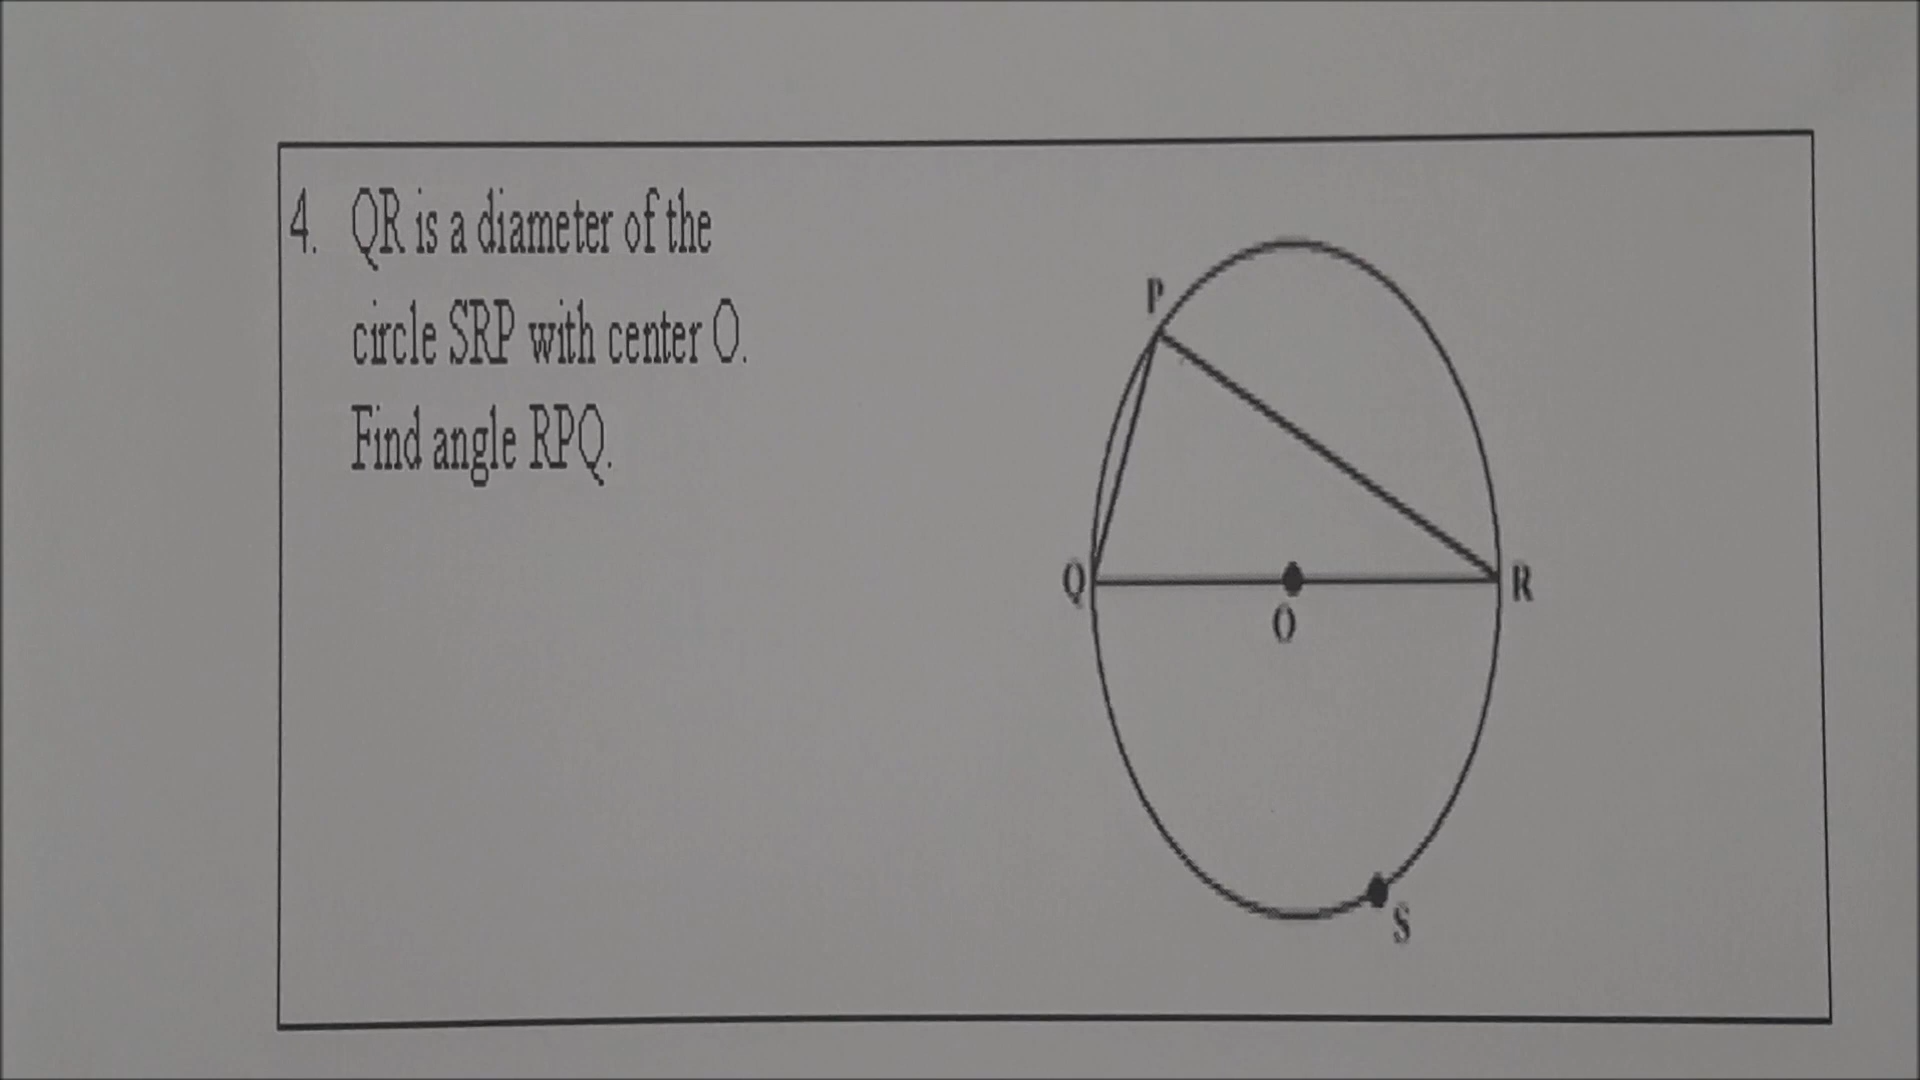 4. QR is a diameter of the
circle SRP with center O.
Find angle RPQ.
P
Q
O
R
S